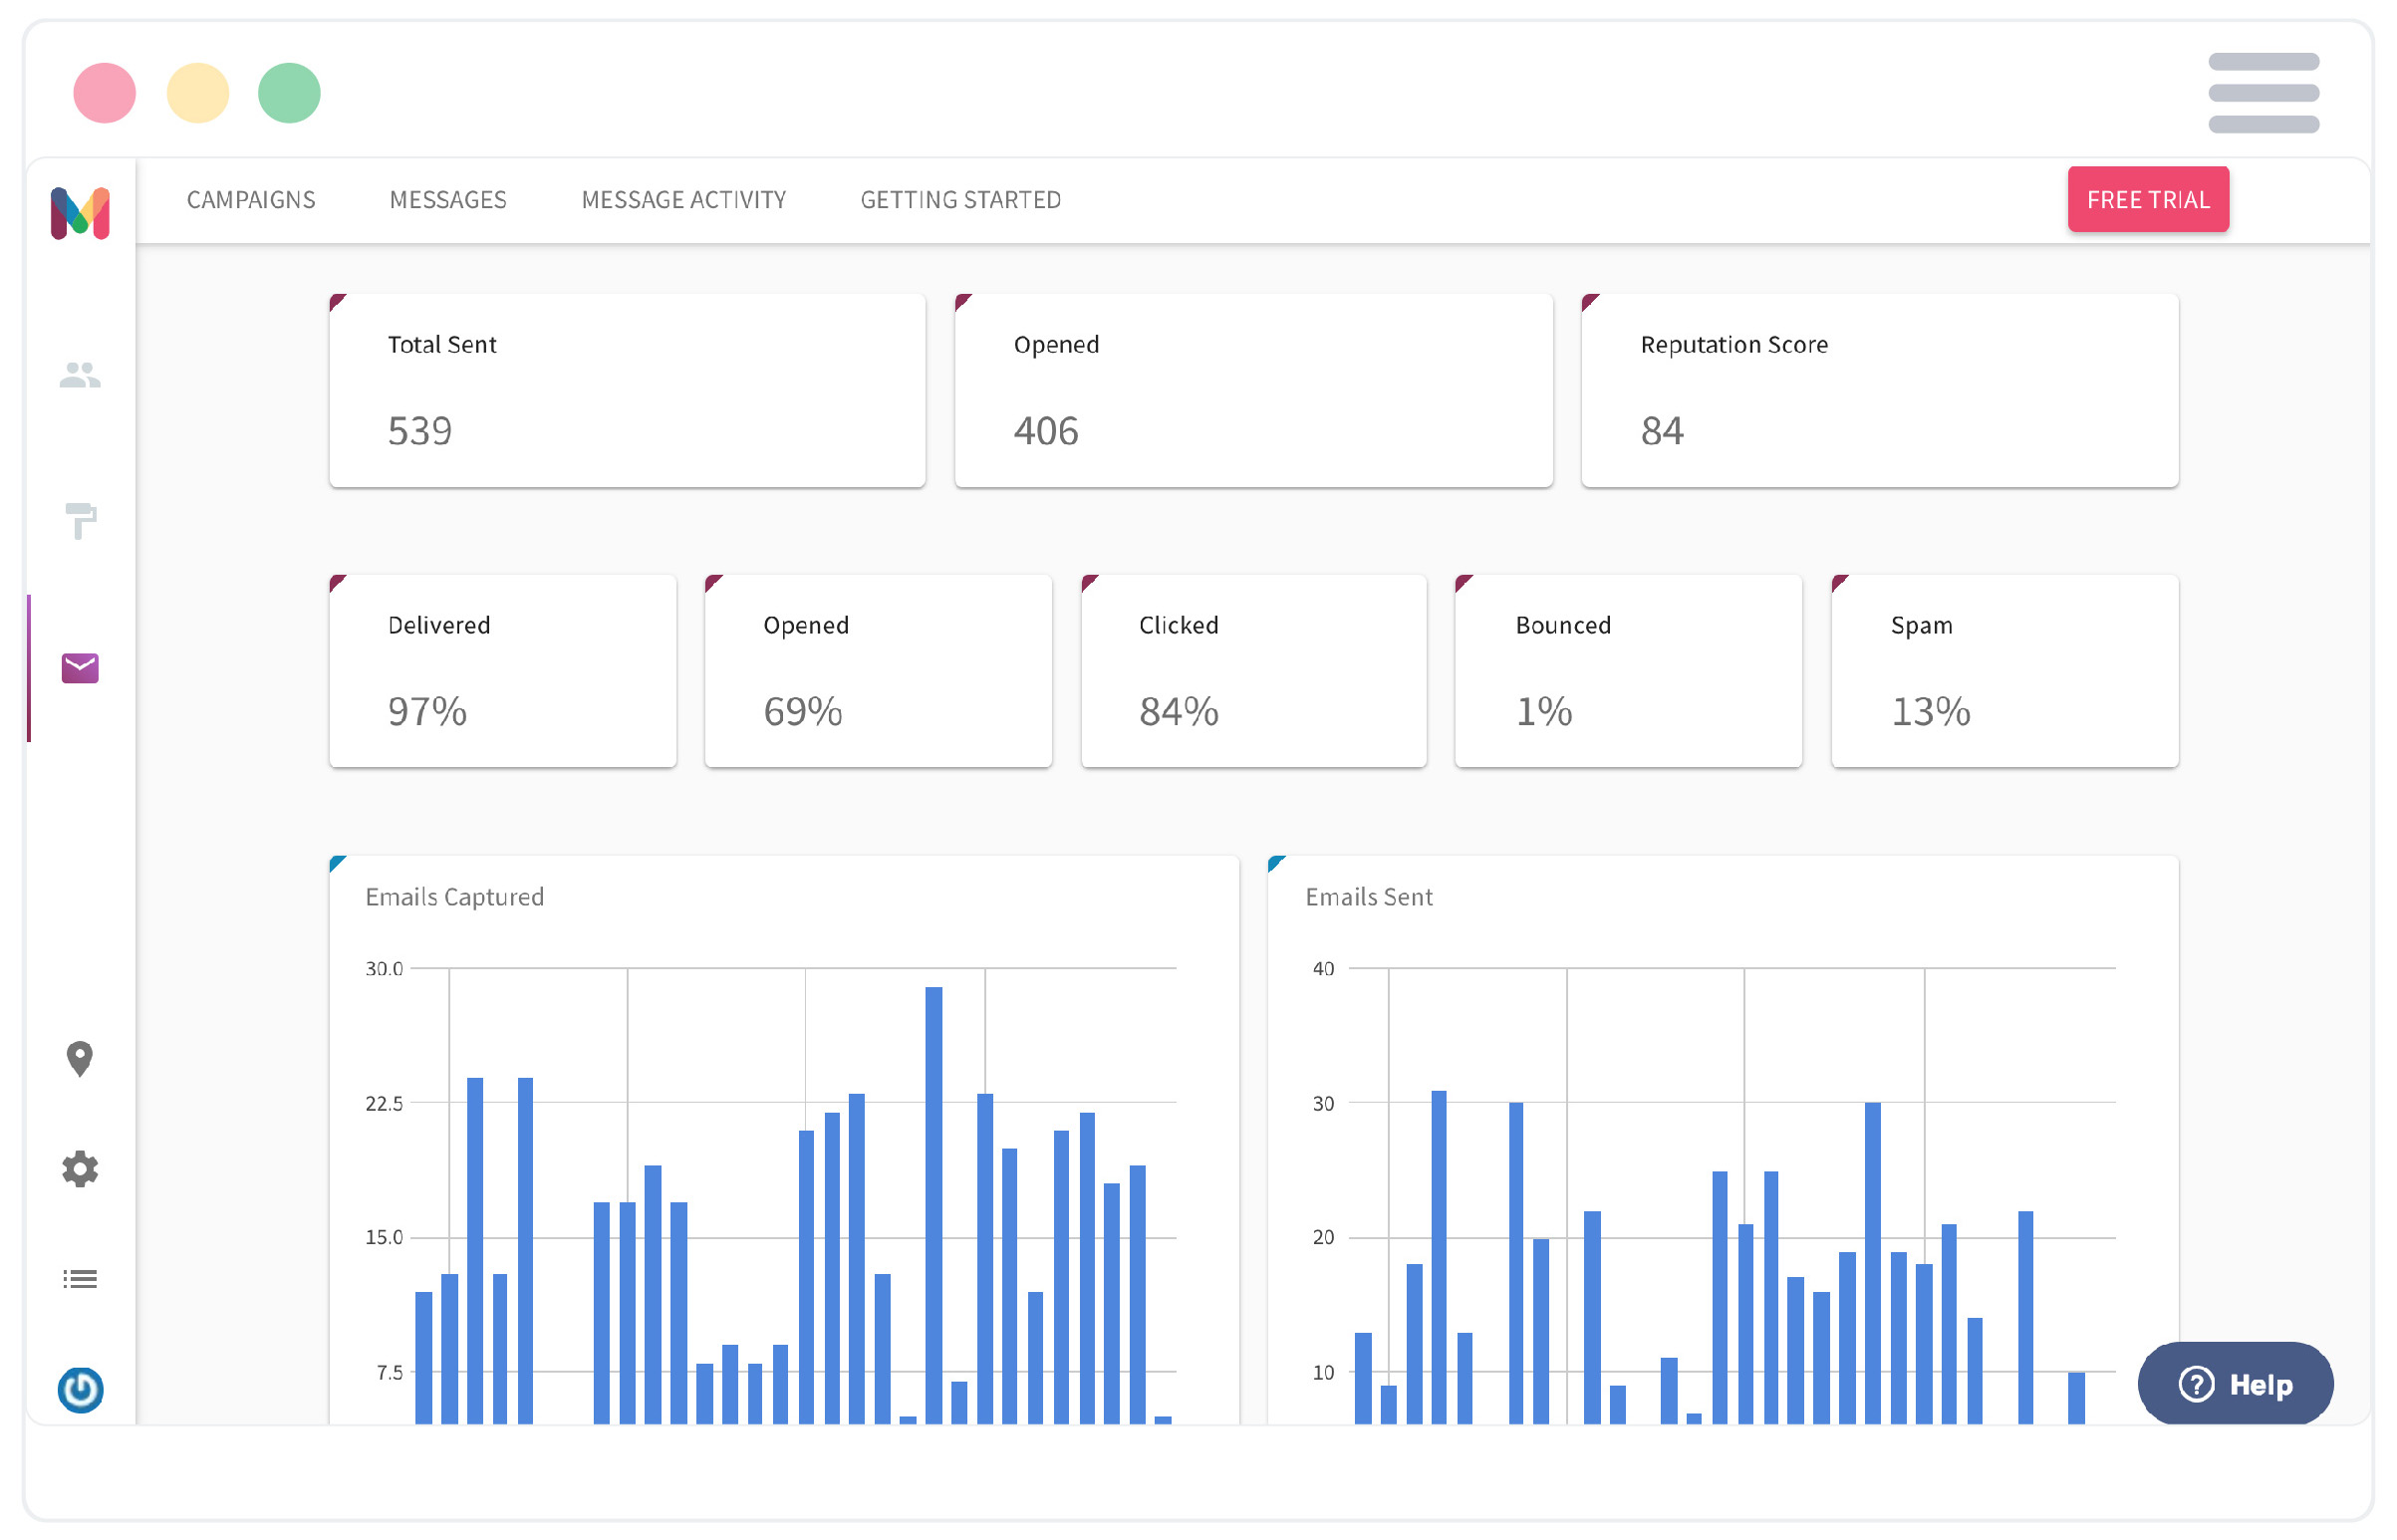 CAMPAIGNS MESSAGES MESSAGE ACTIVITY GETTING STARTED FREE TRIAL
Total Sent
539
Opened
406
Reputation Score
84
Delivered
97%
Opened
69%
Clicked
84%
Bounced
1%
Spam
13%
Emails Captured
30.0
22.5
15.0
7.5
Emails Sent
40
30
20
10
? Help